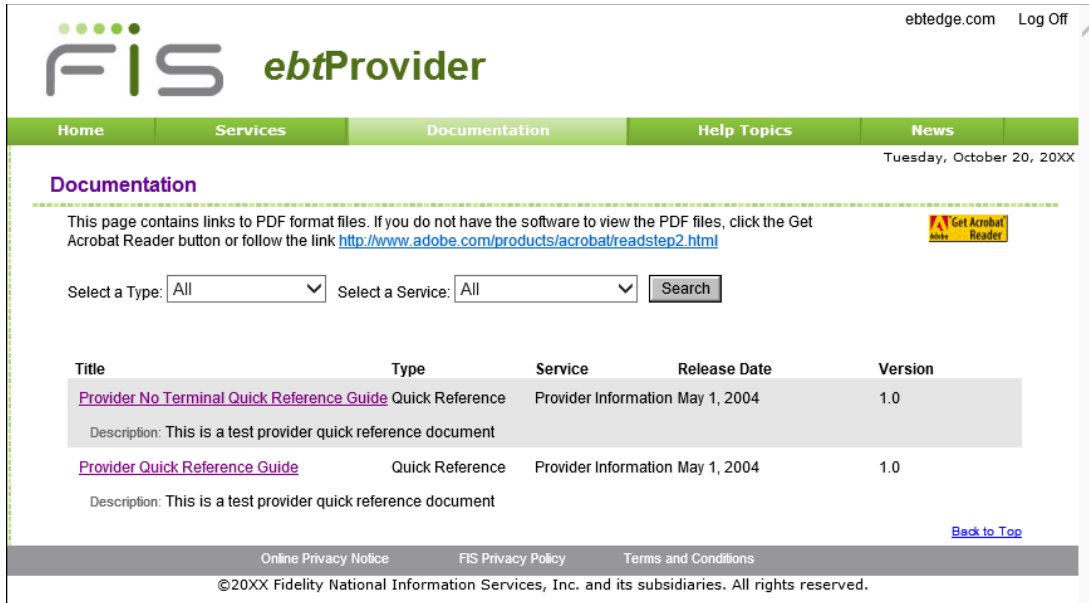 ebtedge.com Log Off
FIS ebtProvider
Home Services Documentation Help Topics News
Tuesday, October 20, 20XX
Documentation
This page contains links to PDF format files. If you do not have the software to view the PDF files, click the Get
Acrobat Reader button or follow the link http://www.adobe.com/products/acrobat/readstep2.html
Get Acrobat
Adobe Reader
Select a Type: All Select a Service: All Search
Title Type Service Release Date Version
Provider No Terminal Quick Reference Guide Quick Reference Provider Information May 1, 2004 1.0
Description: This is a test provider quick reference document
Provider Quick Reference Guide Quick Reference Provider Information May 1, 2004 1.0
Description: This is a test provider quick reference document
Back to Top
Online Privacy Notice FIS Privacy Policy Terms and Conditions
©20XX Fidelity National Information Services, Inc. and its subsidiaries. All rights reserved.